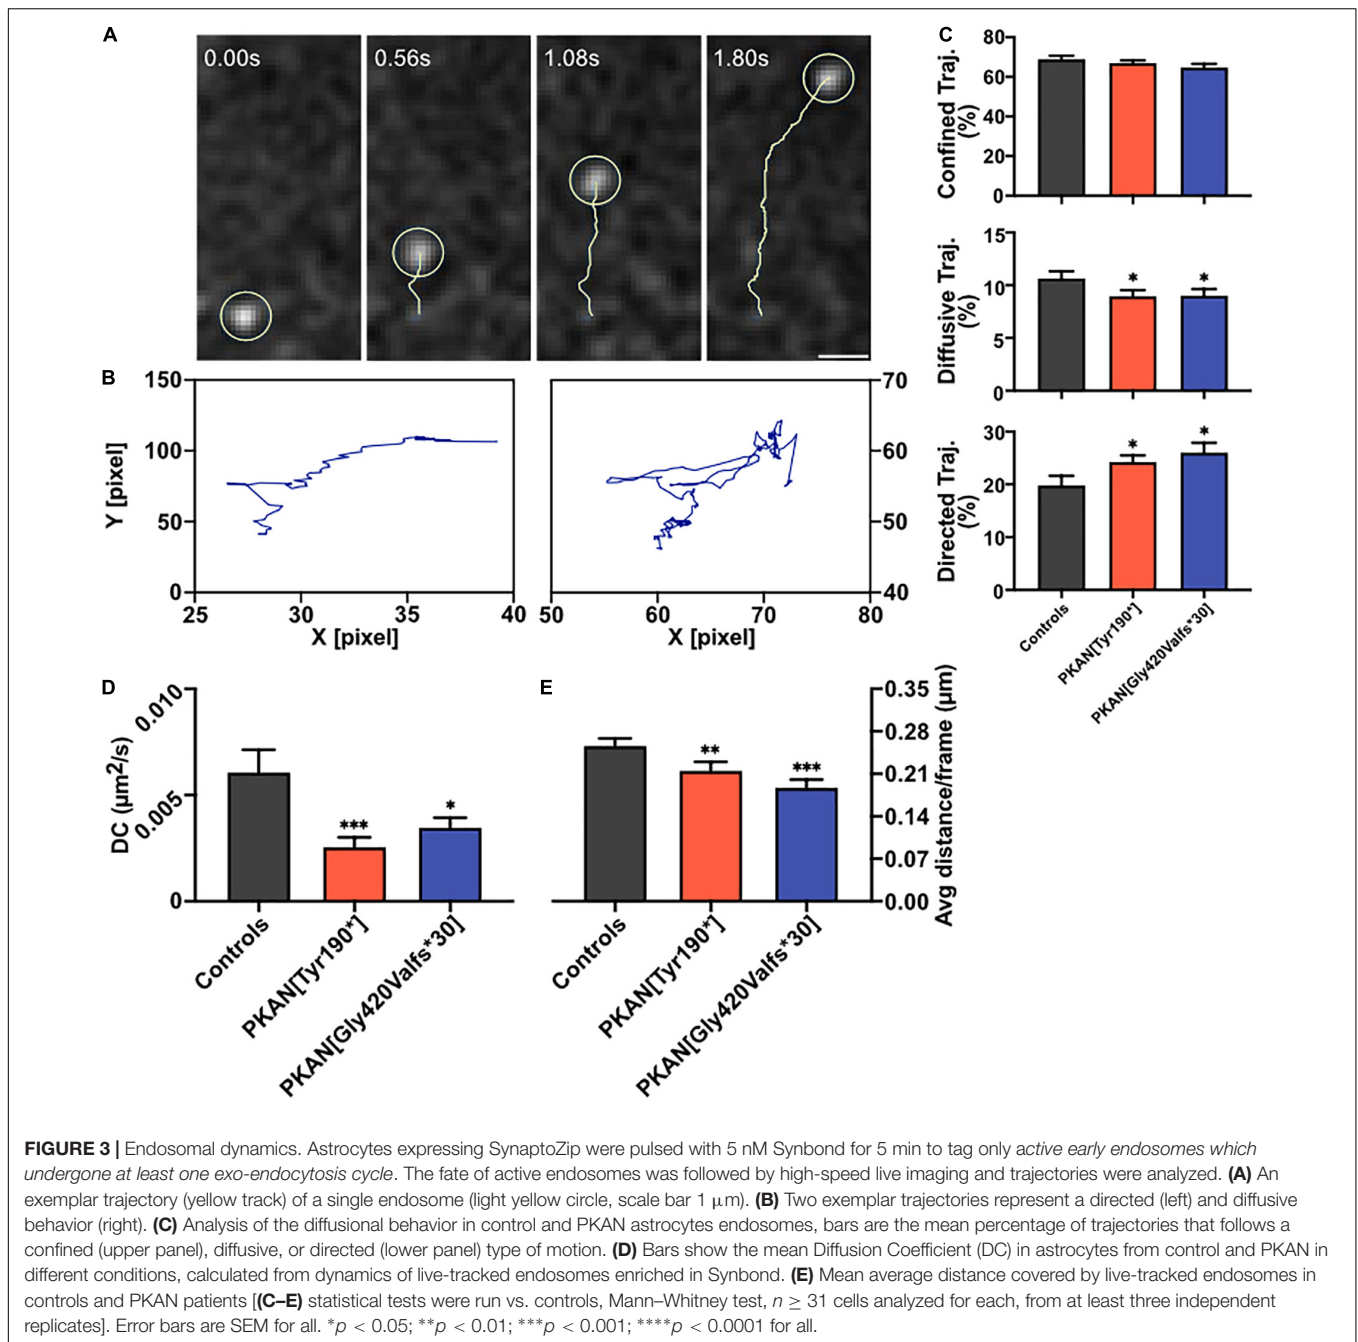 A
0.00s
0.56s
1.08s
1.80s
B
150
100
50
0
Y [pixel]
25
30
35
40
X [pixel]
70
60
50
40
50
60
70
80
X [pixel]
C
80
60
40
20
0
Confined Traj.
(%)
15
10
5
0
Diffusive Traj.
(%)
*
*
30
20
10
0
Directed Traj.
(%)
*
*
Controls
PKAN[Tyr190*]
PKAN[Gly420Valfs*30]
D
0.010
0.005
0
DC (µm2/s)
***
*
Controls
PKAN[Tyr190*]
PKAN[Gly420Valfs*30]
E
**
***
0.35
0.28
0.21
0.14
0.07
0.00
Avg distance/frame (µm)
Controls
PKAN[Tyr190*]
PKAN[Gly420Valfs*30]
FIGURE 3 | Endosomal dynamics. Astrocytes expressing SynaptoZip were pulsed with 5 nM Synbond for 5 min to tag only active early endosomes which
undergone at least one exo-endocytosis cycle. The fate of active endosomes was followed by high-speed live imaging and trajectories were analyzed. (A) An
exemplar trajectory (yellow track) of a single endosome (light yellow circle, scale bar 1 µm). (B) Two exemplar trajectories represent a directed (left) and diffusive
behavior (right). (C) Analysis of the diffusional behavior in control and PKAN astrocytes endosomes, bars are the mean percentage of trajectories that follows a
confined (upper panel), diffusive, or directed (lower panel) type of motion. (D) Bars show the mean Diffusion Coefficient (DC) in astrocytes from control and PKAN in
different conditions, calculated from dynamics of live-tracked endosomes enriched in Synbond. (E) Mean average distance covered by live-tracked endosomes in
controls and PKAN patients [(C–E) statistical tests were run vs. controls, Mann–Whitney test, n ≥ 31 cells analyzed for each, from at least three independent
replicates]. Error bars are SEM for all. *p < 0.05; **p < 0.01; ***p < 0.001; ****p < 0.0001 for all.